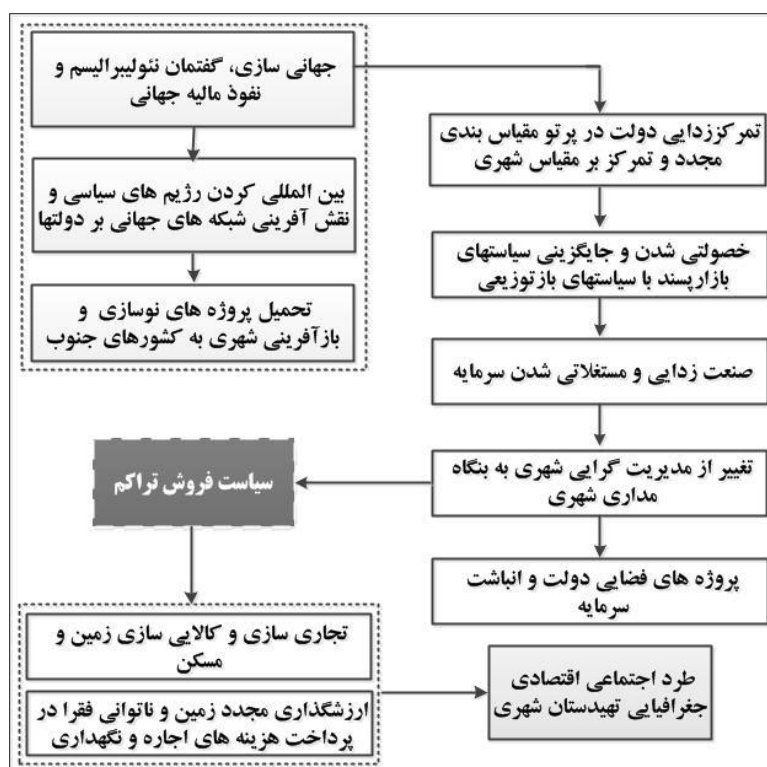 جهانی سازی، گفتمان نئولیبرالیسم و
نفوذ مالیه جهانی
بین المللی کردن رژیم های سیاسی و
نقش آفرینی شبکه های جهانی بر دولتها
تحمیل پروژه های نوسازی و
بازآفرینی شهری به کشورهای جنوب
تمرکززدایی دولت در پرتو مقیاس بندی
مجدد و تمرکز بر مقیاس شهری
خصولتی شدن و جایگزینی سیاستهای
بازارپسند با سیاستهای بازتوزیعی
صنعت زدایی و مستغلاتی شدن سرمایه
تغییر از مدیریت گرایی شهری به بنگاه
مداری شهری
پروژه های فضایی دولت و انباشت
سرمایه
سیاست فروش تراکم
تجاری سازی و کالایی سازی زمین و
مسکن
ارزشگذاری مجدد زمین و ناتوانی فقرا در
پرداخت هزینه های اجاره و نگهداری
طرد اجتماعی اقتصادی
جغرافیایی تهیدستان شهری